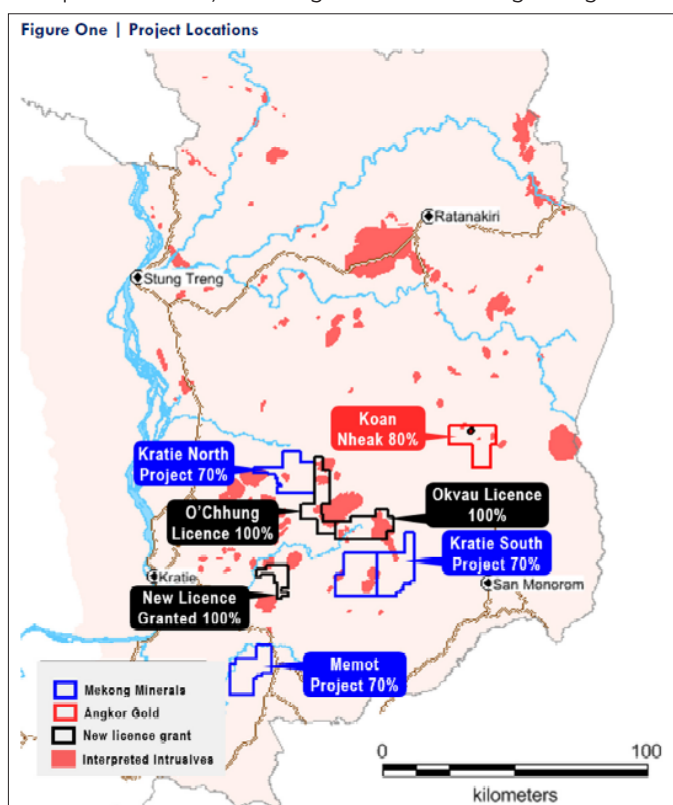 Figure One | Project Locations
Ratanakiri
Stung Treng
Koan
Nheak 80%
Kratie North
Project 70%
O'Chhung
Licence 100%
Okvau Licence
100%
Kratie South
Project 70%
Kratie
San Monorom
New Licence
Granted 100%
Memot
Project 70%
Mekong Minerals
Angkor Gold
New licence grant
Interpreted Intrusives
0 100
kilometers